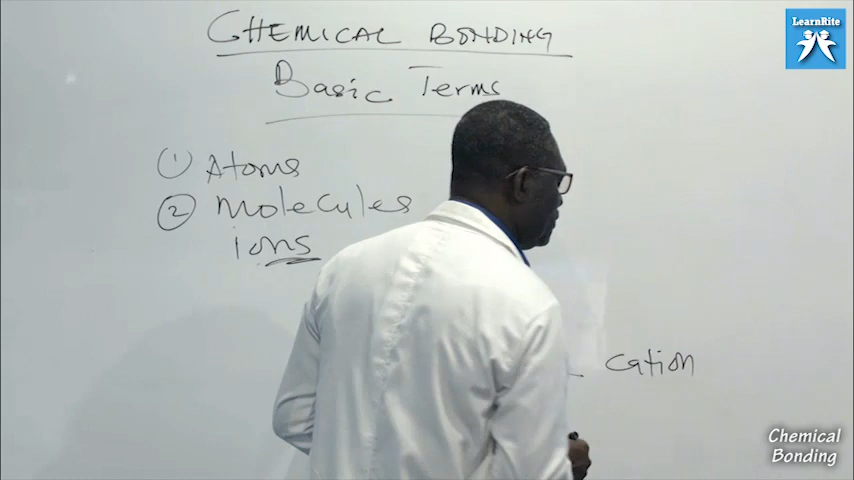 LearnRite
CHEMICAL BONDING
Basic Terms
1 Atoms
2 Molecules
ions
cation
Chemical
Bonding